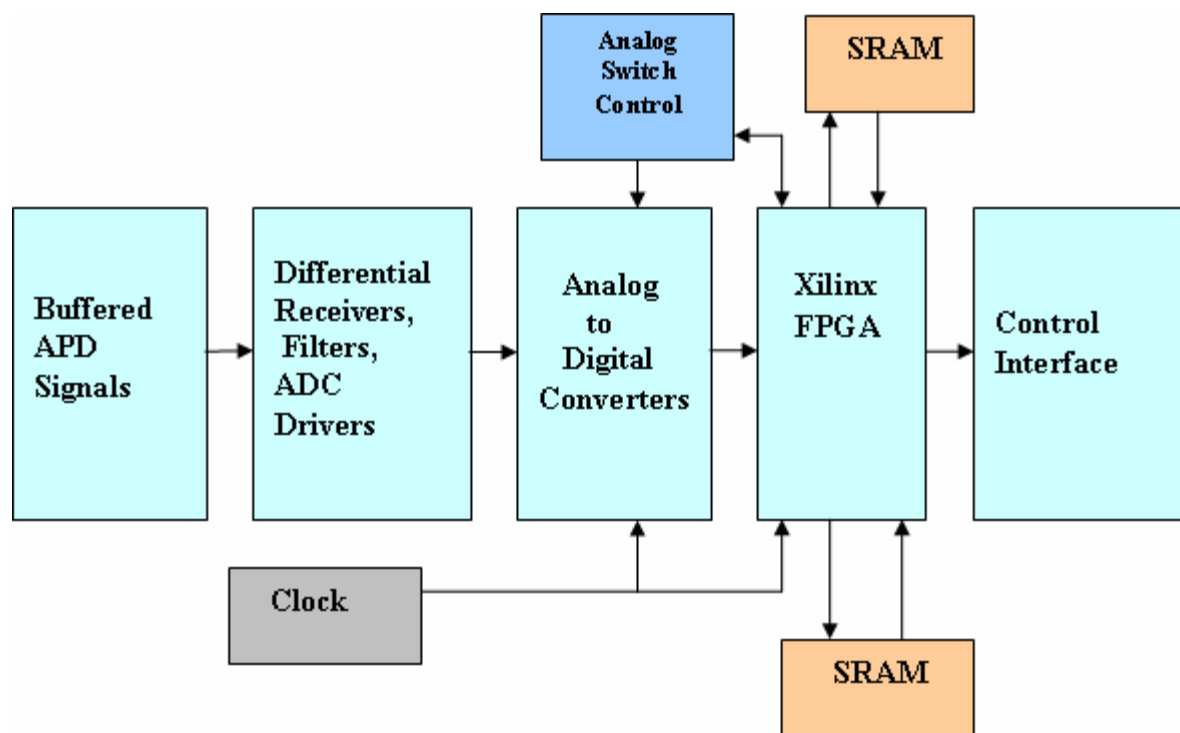 Analog
Switch
Control
SRAM
Buffered
APD
Signals
Differential
Receivers,
Filters,
ADC
Drivers
Analog
to
Digital
Converters
Xilinx
FPGA
Control
Interface
Clock
SRAM